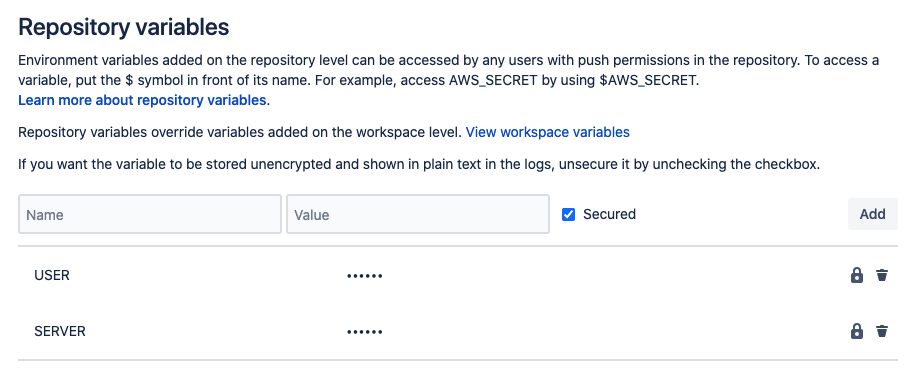 Repository variables
Environment variables added on the repository level can be accessed by any users with push permissions in the repository. To access a
variable, put the $ symbol in front of its name. For example, access AWS_SECRET by using $AWS_SECRET.
Learn more about repository variables.
Repository variables override variables added on the workspace level. View workspace variables
If you want the variable to be stored unencrypted and shown in plain text in the logs, unsecure it by unchecking the checkbox.
Name Value Secured Add
USER ••••••
SERVER ••••••